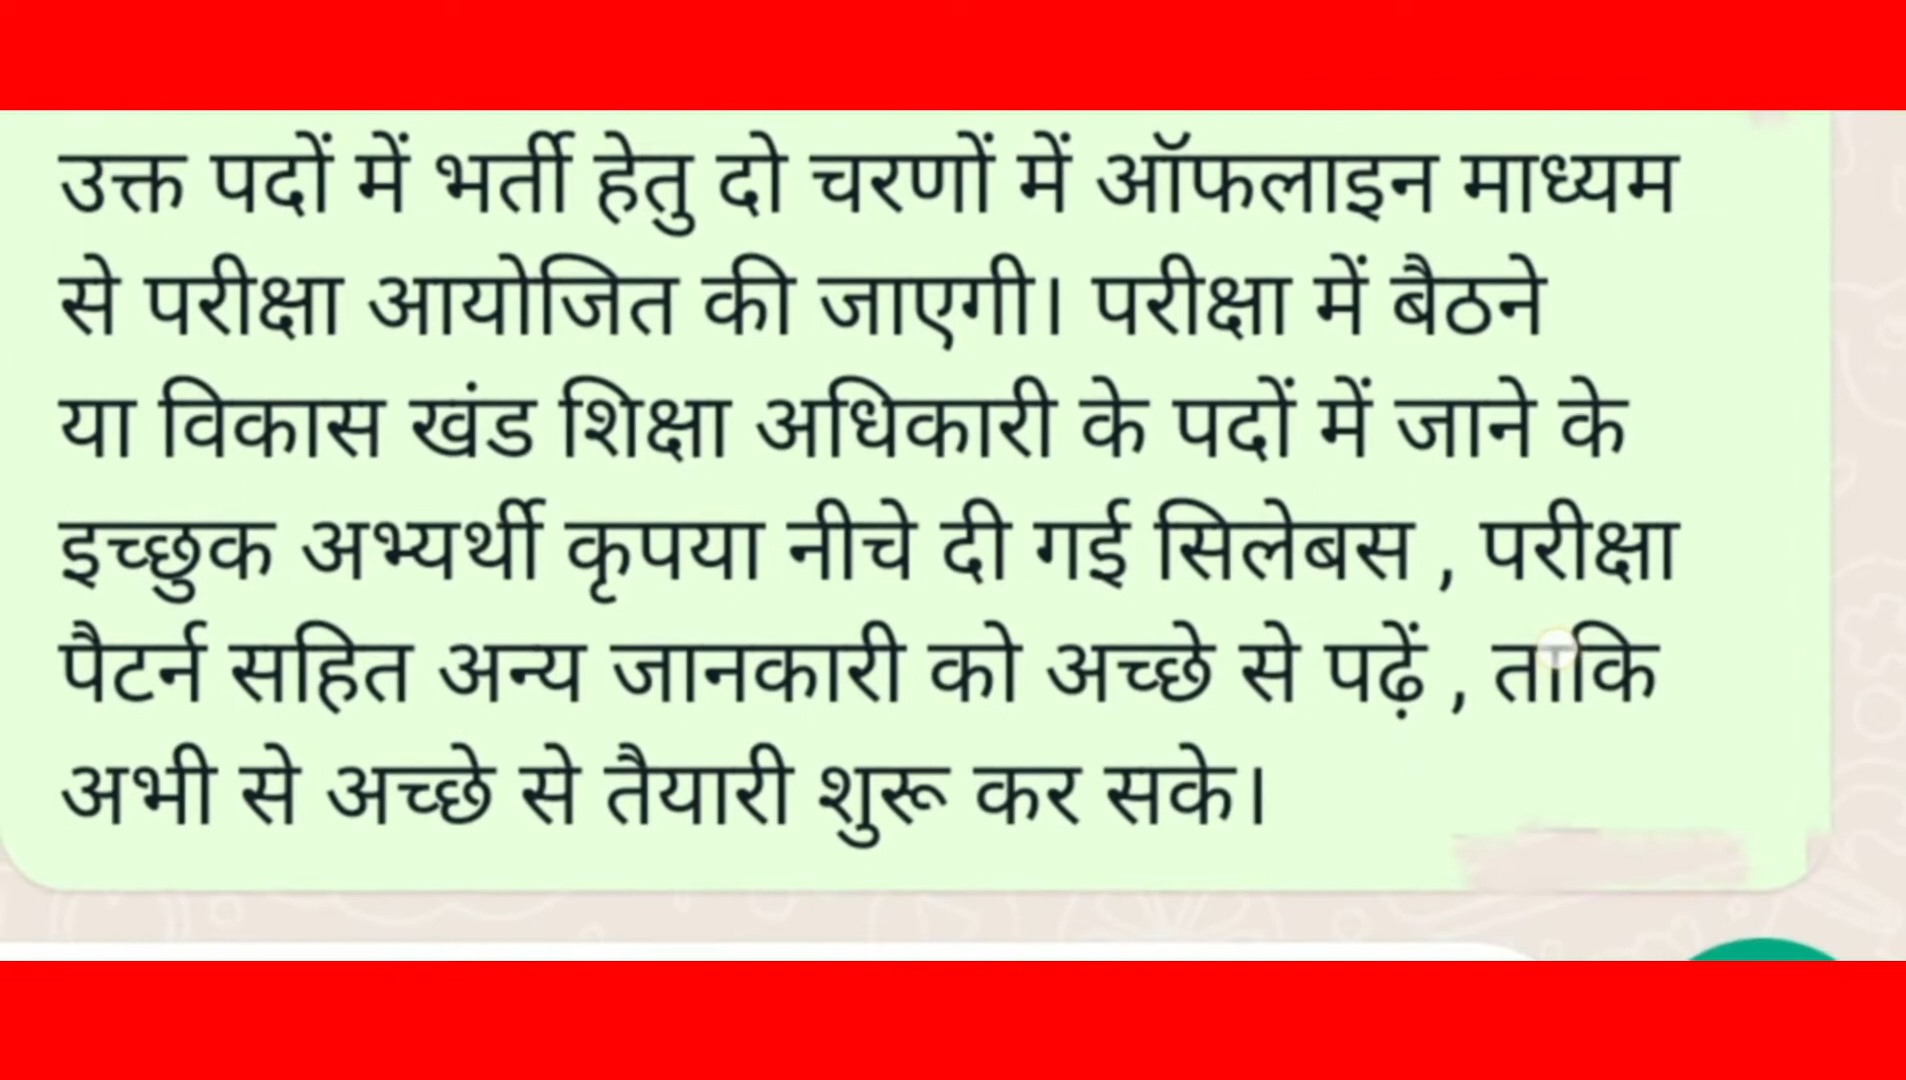 उक्त पदों में भर्ती हेतु दो चरणों में ऑफलाइन माध्यम
से परीक्षा आयोजित की जाएगी। परीक्षा में बैठने
या विकास खंड शिक्षा अधिकारी के पदों में जाने के
इच्छुक अभ्यर्थी कृपया नीचे दी गई सिलेबस , परीक्षा
पैटर्न सहित अन्य जानकारी को अच्छे से पढ़ें , ताकि
अभी से अच्छे से तैयारी शुरू कर सके।